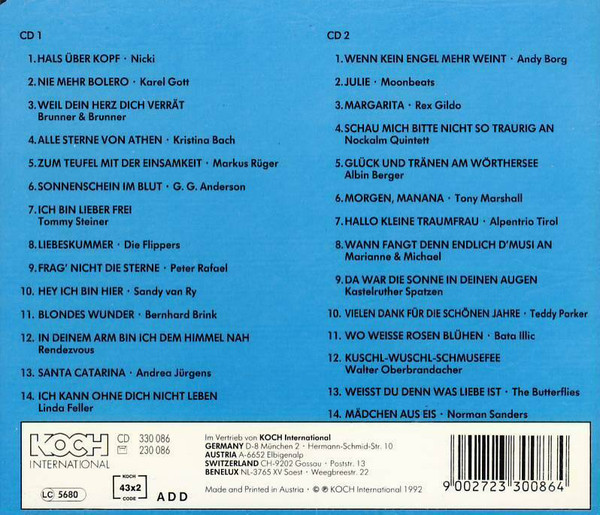 CD 1
1. HALS ÜBER KOPF · Nicki
2. NIE MEHR BOLERO · Karel Gott
3. WEIL DEIN HERZ DICH VERRÄT
Brunner & Brunner
4. ALLE STERNE VON ATHEN · Kristina Bach
5. ZUM TEUFEL MIT DER EINSAMKEIT · Markus Rüger
6. SONNENSCHEIN IM BLUT · G. G. Anderson
7. ICH BIN LIEBER FREI
Tommy Steiner
8. LIEBESKUMMER · Die Flippers
9. FRAG' NICHT DIE STERNE · Peter Rafael
10. HEY ICH BIN HIER · Sandy van Ry
11. BLONDES WUNDER · Bernhard Brink
12. IN DEINEM ARM BIN ICH DEM HIMMEL NAH
Rendezvous
13. SANTA CATARINA · Andrea Jürgens
14. ICH KANN OHNE DICH NICHT LEBEN
Linda Feller
CD 2
1. WENN KEIN ENGEL MEHR WEINT · Andy Borg
2. JULIE · Moonbeats
3. MARGARITA · Rex Gildo
4. SCHAU MICH BITTE NICHT SO TRAURIG AN
Nockalm Quintett
5. GLÜCK UND TRÄNEN AM WÖRTHERSEE
Albin Berger
6. MORGEN, MANANA · Tony Marshall
7. HALLO KLEINE TRAUMFRAU · Alpentrio Tirol
8. WANN FANGT DENN ENDLICH D'MUSI AN
Marianne & Michael
9. DA WAR DIE SONNE IN DEINEN AUGEN
Kastelruther Spatzen
10. VIELEN DANK FÜR DIE SCHÖNEN JAHRE · Teddy Parker
11. WO WEISSE ROSEN BLÜHEN · Bata Illic
12. KUSCHL-WUSCHL-SCHMUSEFEE
Walter Oberbrandacher
13. WEISST DU DENN WAS LIEBE IST · The Butterflies
14. MÄDCHEN AUS EIS · Norman Sanders
KOCH
INTERNATIONAL
CD 330 086
230 086
LC 5680
KOCH
43x2
CODE
ADD
Im Vertrieb von KOCH International
GERMANY D-8 München 2 · Hermann-Schmid-Str. 10
AUSTRIA A-6652 Elbigenalp
SWITZERLAND CH-9202 Gossau · Poststr. 13
BENELUX NL-3765 XV Soest · Weegbreestr. 22
Made and Printed in Austria · © ℗ KOCH International 1992
9 002723 300864